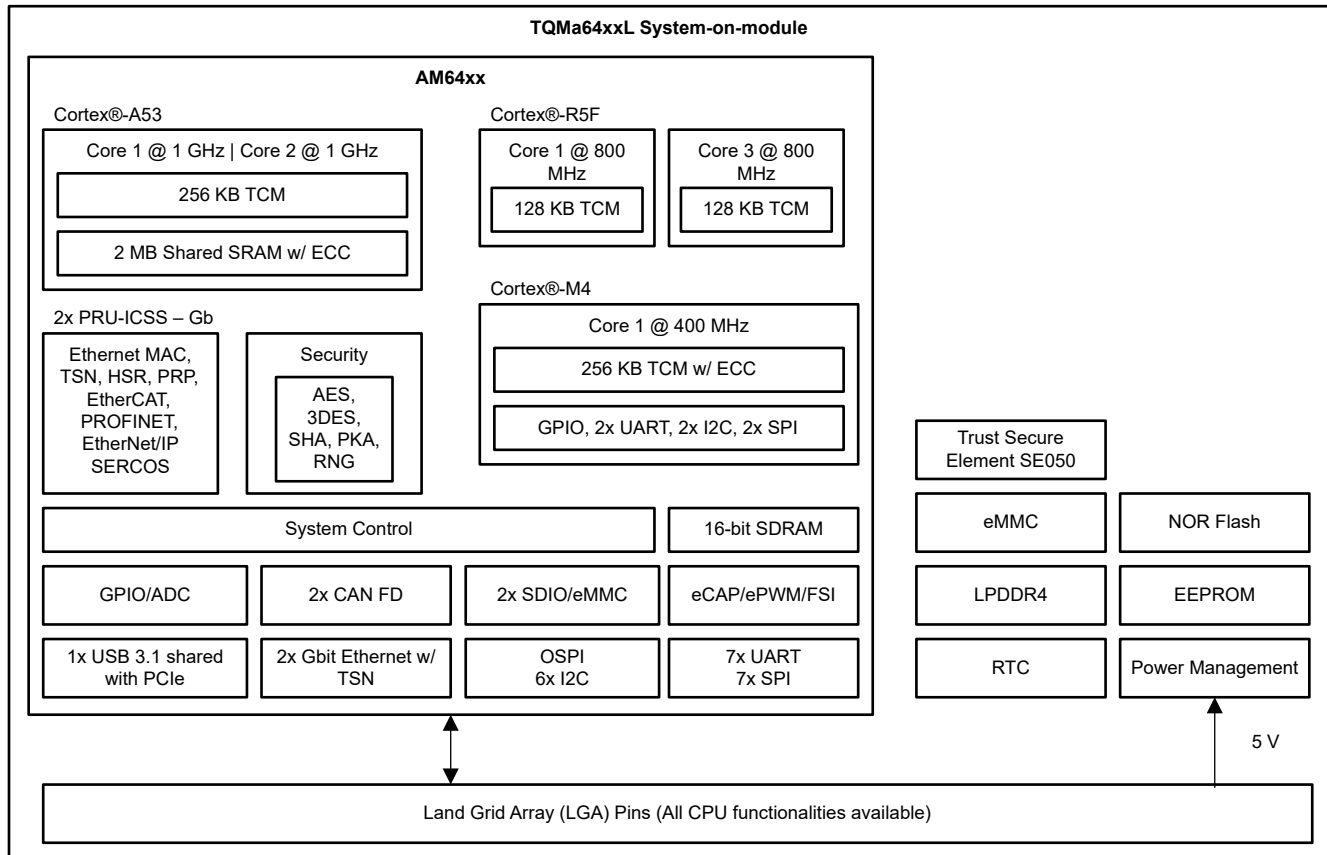 TQMa64xxL System-on-module
AM64xx
Cortex®-A53
Core 1 @ 1 GHz | Core 2 @ 1 GHz
256 KB TCM
2 MB Shared SRAM w/ ECC
Cortex®-R5F
Core 1 @ 800
MHz
128 KB TCM
Core 3 @ 800
MHz
128 KB TCM
Cortex®-M4
Core 1 @ 400 MHz
256 KB TCM w/ ECC
GPIO, 2x UART, 2x I2C, 2x SPI
2x PRU-ICSS – Gb
Ethernet MAC,
TSN, HSR, PRP,
EtherCAT,
PROFINET,
EtherNet/IP
SERCOS
Security
AES,
3DES,
SHA, PKA,
RNG
System Control
16-bit SDRAM
GPIO/ADC
2x CAN FD
2x SDIO/eMMC
eCAP/ePWM/FSI
1x USB 3.1 shared
with PCIe
2x Gbit Ethernet w/
TSN
OSPI
6x I2C
7x UART
7x SPI
Trust Secure
Element SE050
eMMC
NOR Flash
LPDDR4
EEPROM
RTC
Power Management
5 V
Land Grid Array (LGA) Pins (All CPU functionalities available)